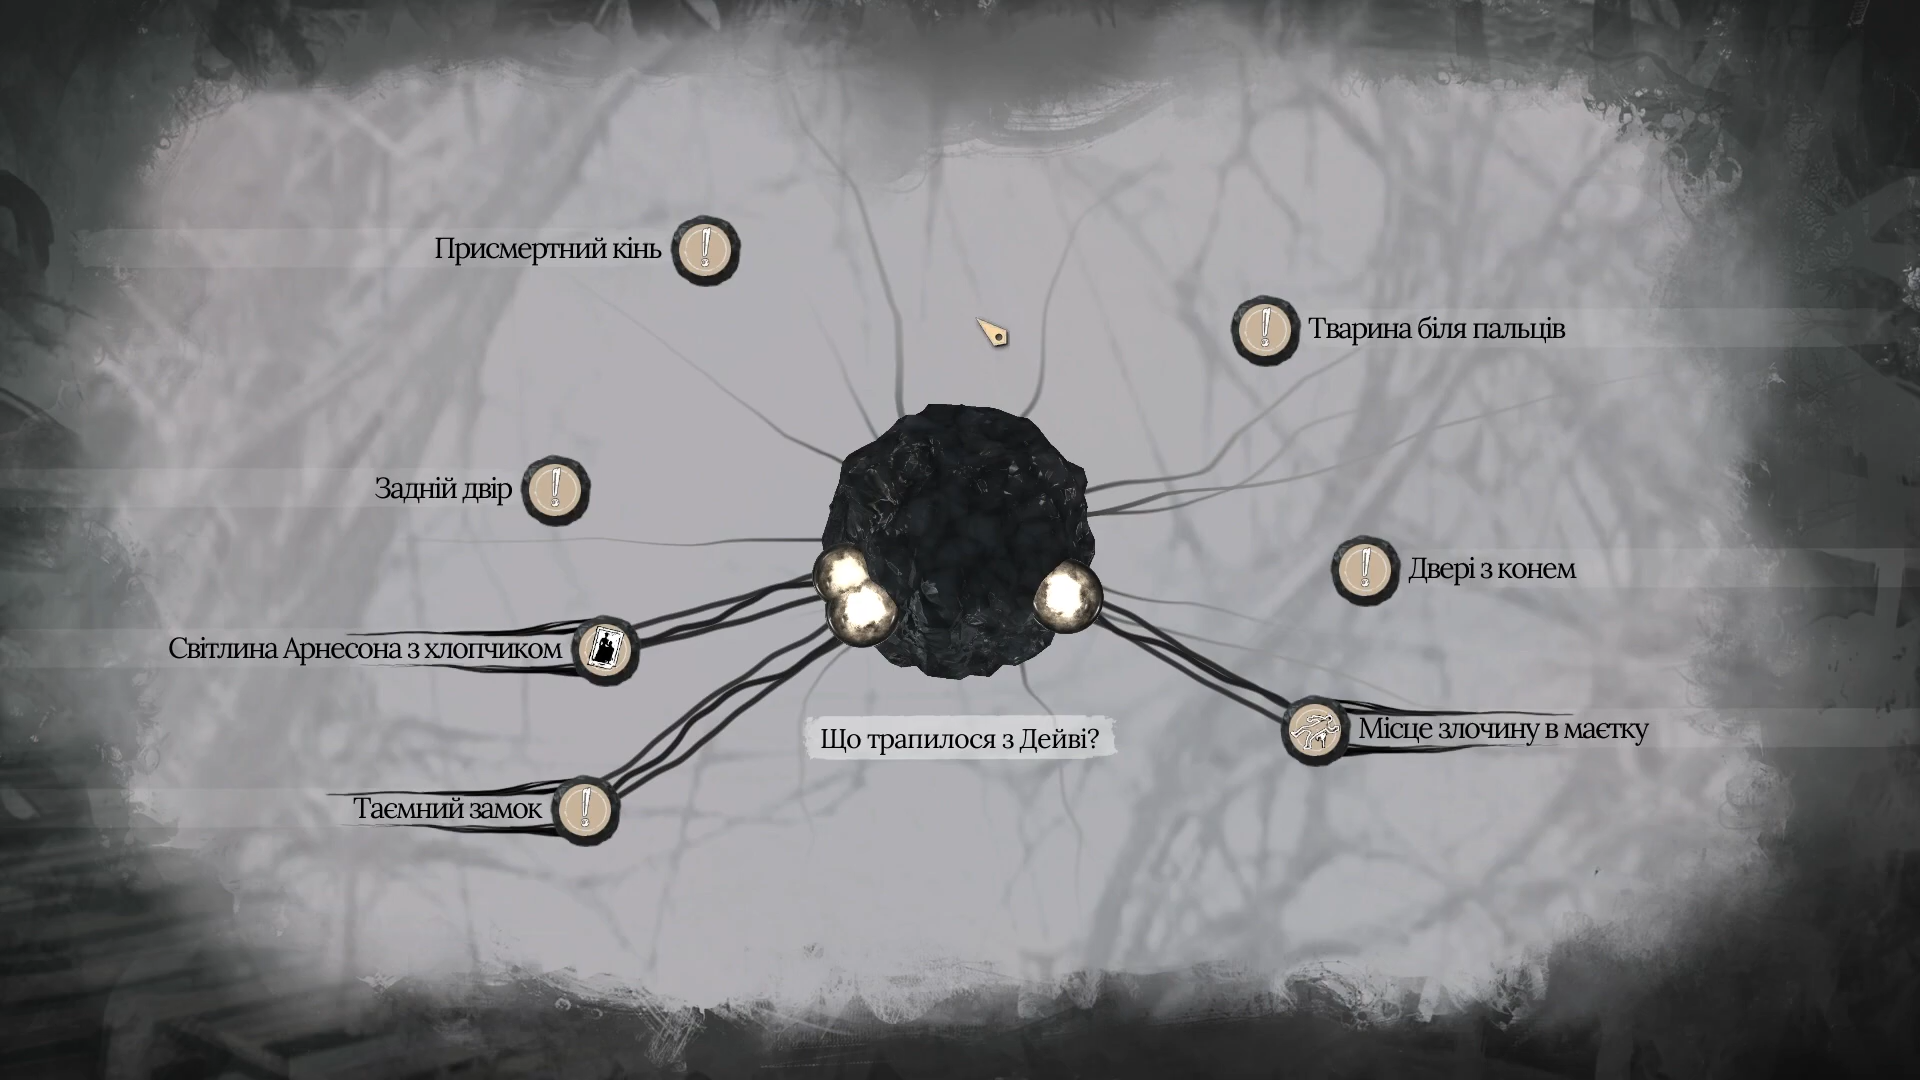 Присмертний кінь
Тварина біля пальців
Задній двір
Двері з конем
Світлина Арнесона з хлопчиком
Місце злочину в маєтку
Що трапилося з Дейві?
Таємний замок